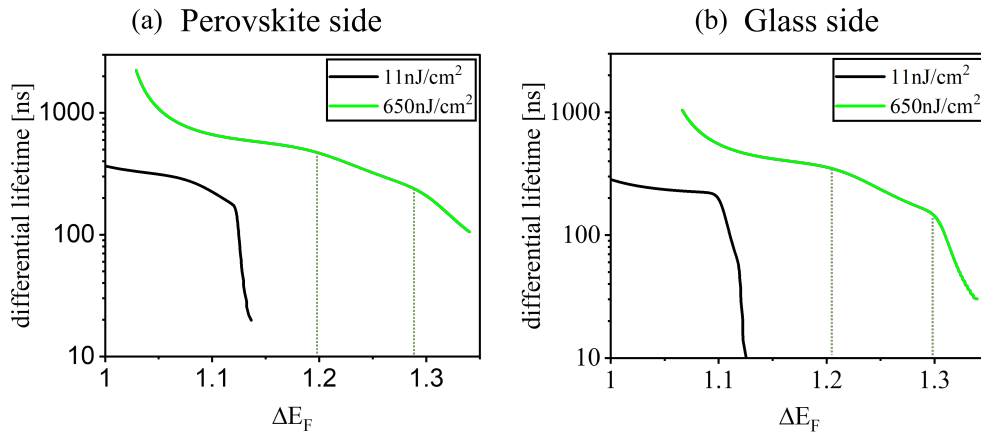 (a) Perovskite side
differential lifetime [ns]
1000
100
10
11nJ/cm²
650nJ/cm²
1 1.1 1.2 1.3
ΔE_F
(b) Glass side
differential lifetime [ns]
1000
100
10
11nJ/cm²
650nJ/cm²
1 1.1 1.2 1.3
ΔE_F